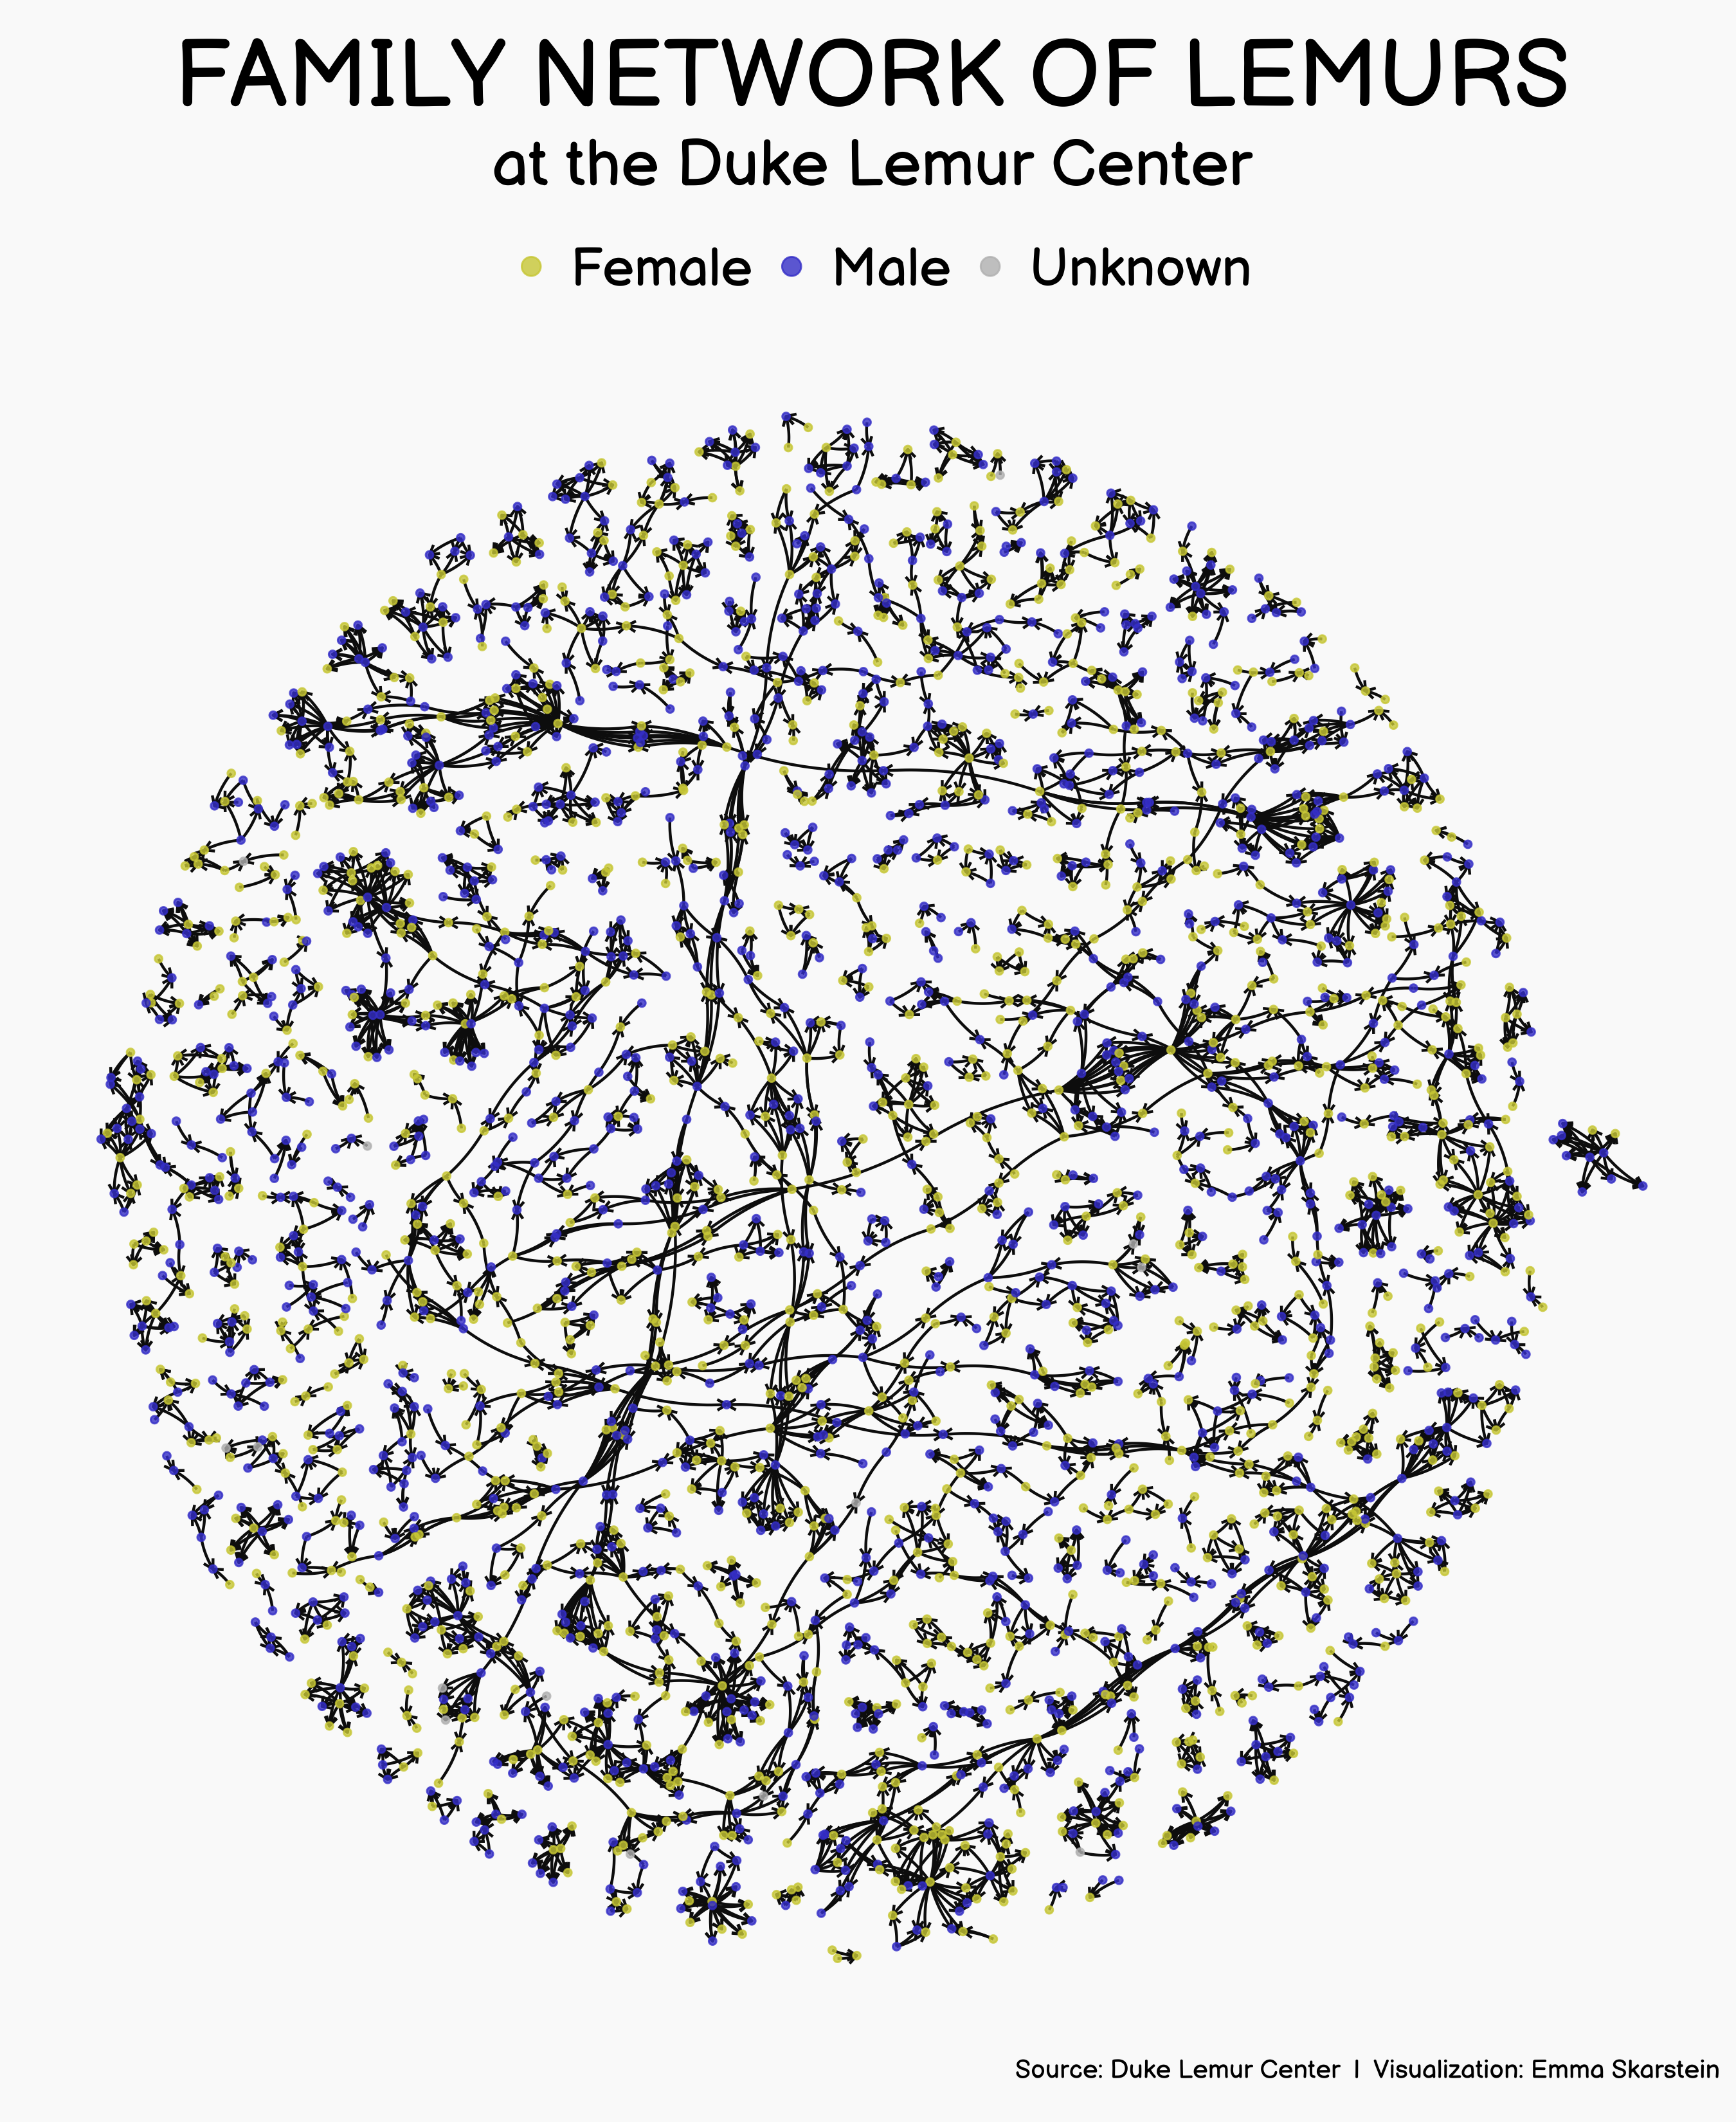 FAMILY NETWORK OF LEMURS
at the Duke Lemur Center
Female Male Unknown
Source: Duke Lemur Center | Visualization: Emma Skarstein